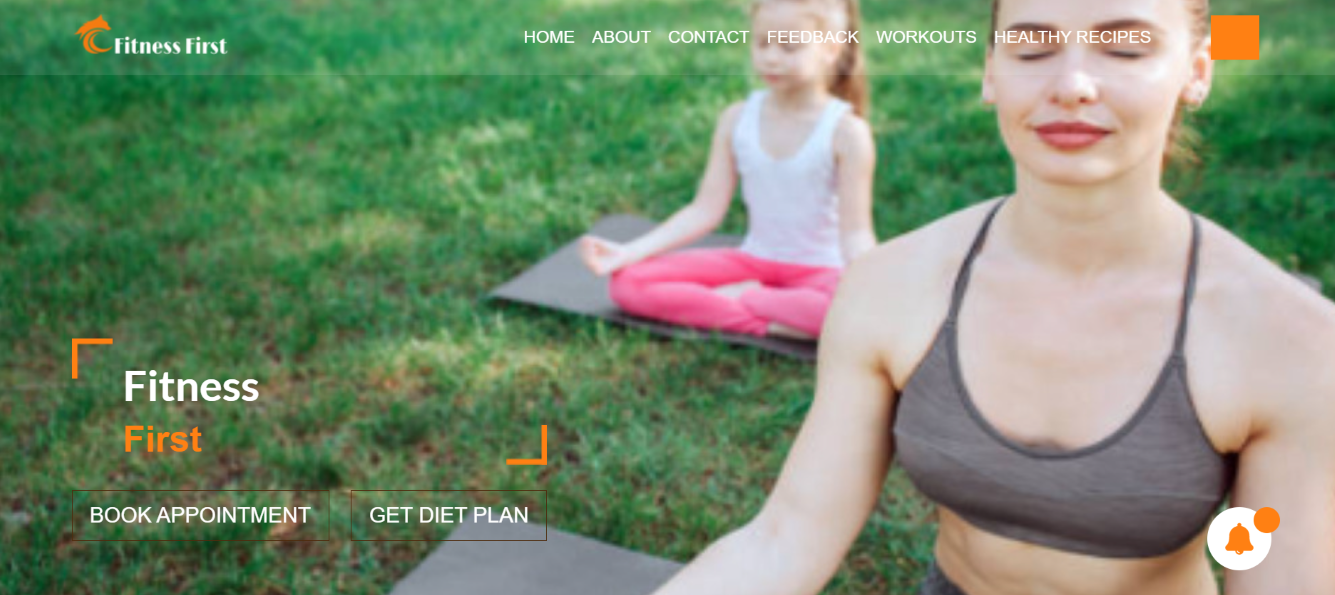 Fitness First
HOME ABOUT CONTACT FEEDBACK WORKOUTS HEALTHY RECIPES
Fitness
First
BOOK APPOINTMENT GET DIET PLAN